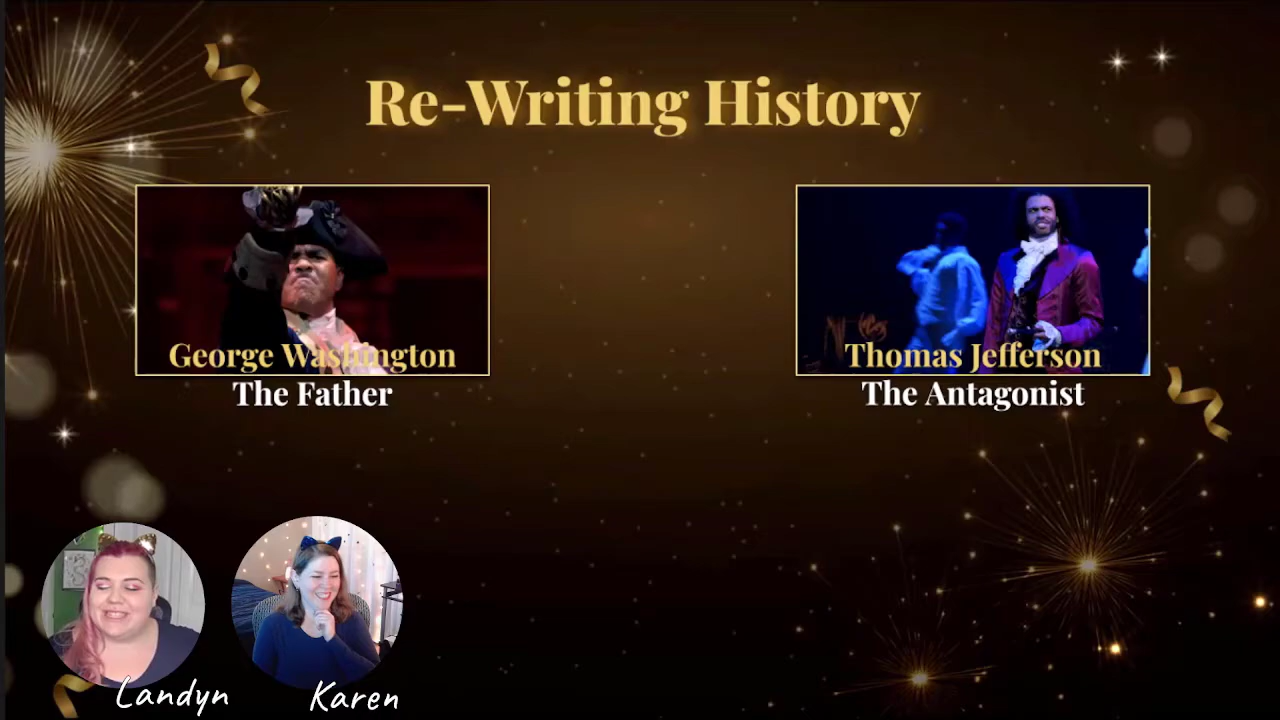 Re-Writing History
George Washington
The Father
Thomas Jefferson
The Antagonist
Landyn
Karen